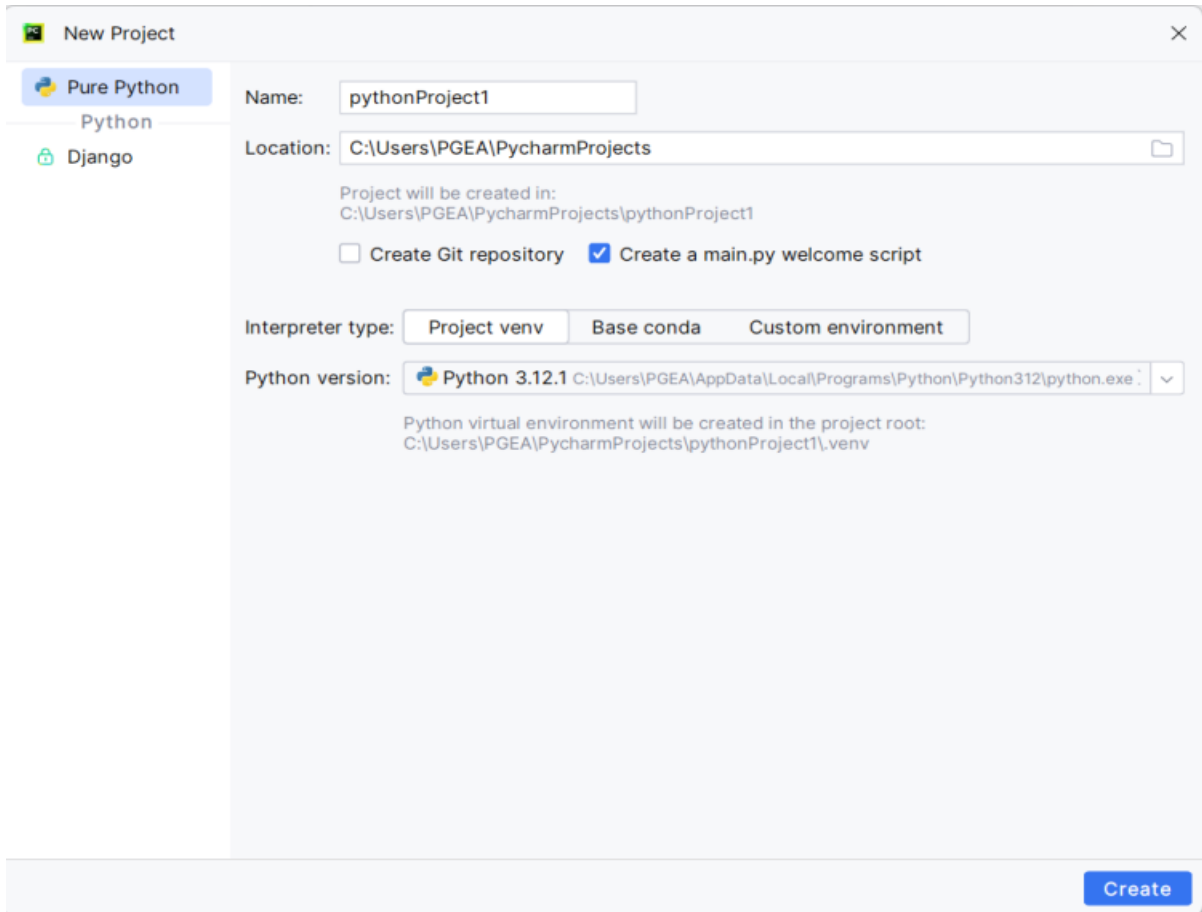 New Project
Pure Python
Python
Django
Name: pythonProject1
Location: C:\Users\PGEA\PycharmProjects
Project will be created in:
C:\Users\PGEA\PycharmProjects\pythonProject1
Create Git repository Create a main.py welcome script
Interpreter type: Project venv Base conda Custom environment
Python version: Python 3.12.1 C:\Users\PGEA\AppData\Local\Programs\Python\Python312\python.exe
Python virtual environment will be created in the project root:
C:\Users\PGEA\PycharmProjects\pythonProject1\.venv
Create